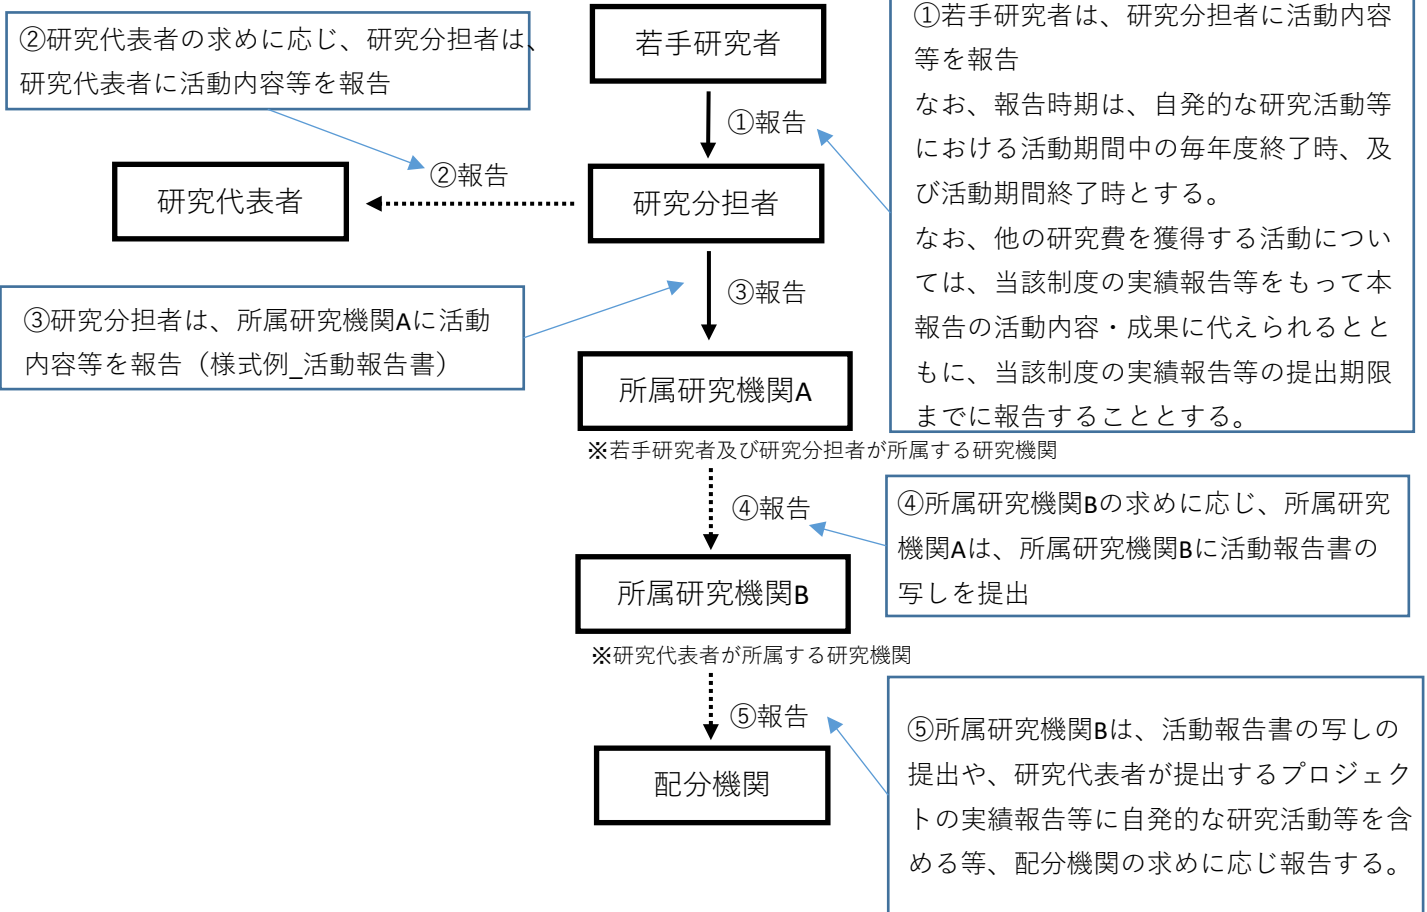 ②研究代表者の求めに応じ、研究分担者は、
研究代表者に活動内容等を報告
若手研究者
①若手研究者は、研究分担者に活動内容
等を報告
なお、報告時期は、自発的な研究活動等
における活動期間中の毎年度終了時、及
び活動期間終了時とする。
なお、他の研究費を獲得する活動につい
ては、当該制度の実績報告等をもって本
報告の活動内容・成果に代えられるとと
もに、当該制度の実績報告等の提出期限
までに報告することとする。
①報告
②報告
研究代表者
研究分担者
③報告
③研究分担者は、所属研究機関Aに活動
内容等を報告（様式例_活動報告書）
所属研究機関A
※若手研究者及び研究分担者が所属する研究機関
④報告
④所属研究機関Bの求めに応じ、所属研究
機関Aは、所属研究機関Bに活動報告書の
写しを提出
所属研究機関B
※研究代表者が所属する研究機関
⑤報告
⑤所属研究機関Bは、活動報告書の写しの
提出や、研究代表者が提出するプロジェク
トの実績報告等に自発的な研究活動等を含
める等、配分機関の求めに応じ報告する。
配分機関